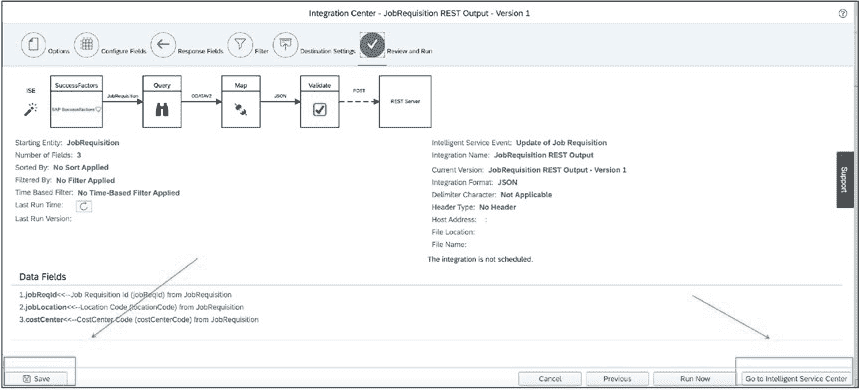 Integration Center - JobRequisition REST Output - Version 1
Options
Configure Fields
Response Fields
Filter
Destination Settings
Review and Run
ISE
SuccessFactors
SAP SuccessFactors
JobRequisition
Query
ODATAV2
Map
JSON
Validate
POST
REST Server
Starting Entity: JobRequisition
Number of Fields: 3
Sorted By: No Sort Applied
Filtered By: No Filter Applied
Time Based Filter: No Time-Based Filter Applied
Last Run Time:
Last Run Version:
Intelligent Service Event: Update of Job Requisition
Integration Name: JobRequisition REST Output
Current Version: JobRequisition REST Output - Version 1
Integration Format: JSON
Delimiter Character: Not Applicable
Header Type: No Header
Host Address: :
File Location:
File Name:
The integration is not scheduled.
Support
Data Fields
1.jobReqId<<--Job Requisition Id (jobReqId) from JobRequisition
2.jobLocation<<--Location Code (locationCode) from JobRequisition
3.costCenter<<--CostCenter Code (costCenterCode) from JobRequisition
Save
Cancel
Previous
Run Now
Go to Intelligent Service Center